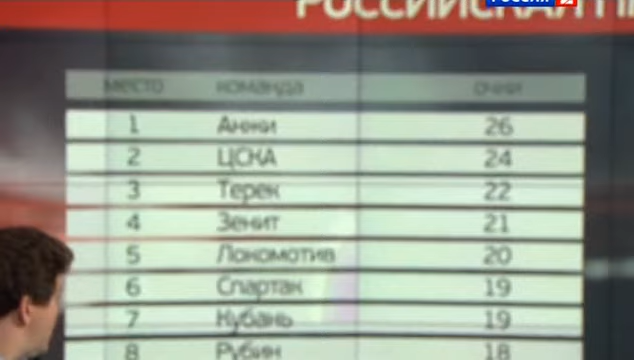 РОССИЙСКАЯ
РОССИЯ 2
место команда очки
1 Анжи 26
2 ЦСКА 24
3 Терек 22
4 Зенит 21
5 Локомотив 20
6 Спартак 19
7 Кубань 19
8 Рубин 18